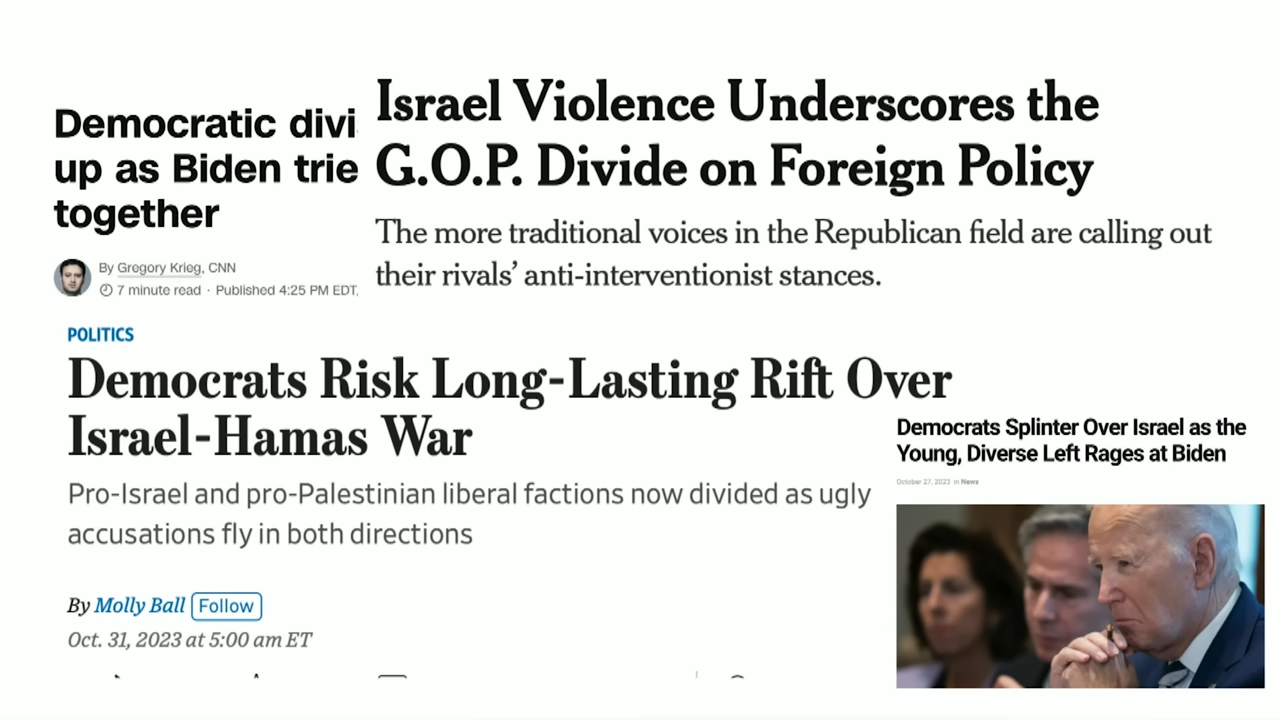 Democratic divi
up as Biden trie
together
By Gregory Krieg, CNN
7 minute read · Published 4:25 PM EDT,
Israel Violence Underscores the
G.O.P. Divide on Foreign Policy
The more traditional voices in the Republican field are calling out
their rivals’ anti-interventionist stances.
POLITICS
Democrats Risk Long-Lasting Rift Over
Israel-Hamas War
Pro-Israel and pro-Palestinian liberal factions now divided as ugly
accusations fly in both directions
By Molly Ball Follow
Oct. 31, 2023 at 5:00 am ET
Democrats Splinter Over Israel as the
Young, Diverse Left Rages at Biden
October 27, 2023 in News